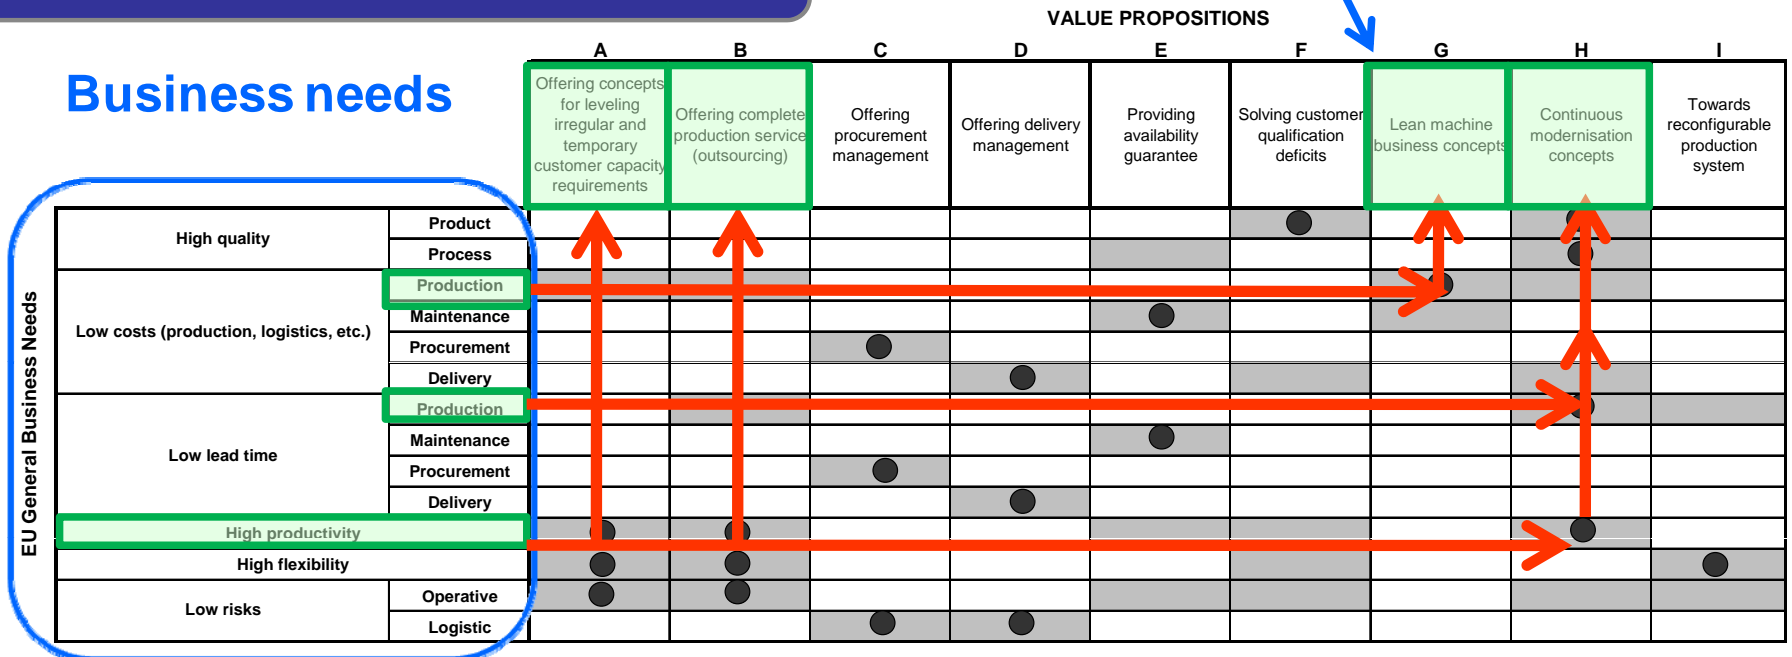 VALUE PROPOSITIONS
A B C D E F G H I
Business needs
Offering concepts
for leveling
irregular and
temporary
customer capacity
requirements
Offering complete
production service
(outsourcing)
Offering
procurement
management
Offering delivery
management
Providing
availability
guarantee
Solving customer
qualification
deficits
Lean machine
business concepts
Continuous
modernisation
concepts
Towards
reconfigurable
production
system
EU General Business Needs
High quality
Product
Process
Low costs (production, logistics, etc.)
Production
Maintenance
Procurement
Delivery
Low lead time
Production
Maintenance
Procurement
Delivery
High productivity
High flexibility
Low risks
Operative
Logistic